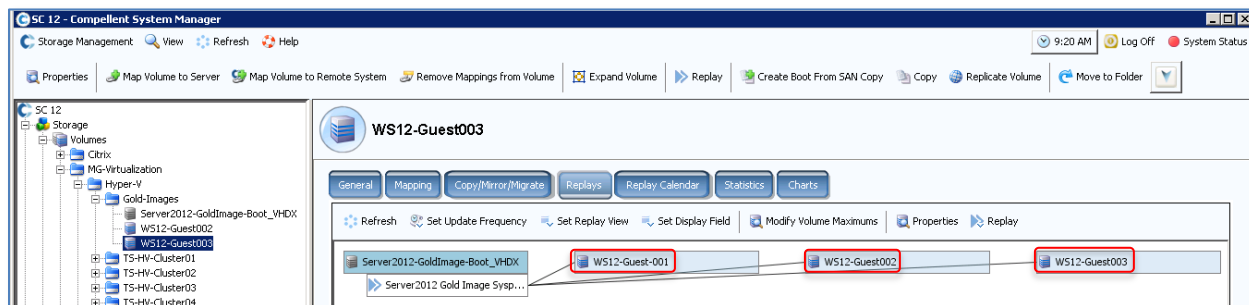 SC 12 - Compellent System Manager
Storage Management View Refresh Help 9:20 AM Log Off System Status
Properties Map Volume to Server Map Volume to Remote System Remove Mappings from Volume Expand Volume Replay Create Boot From SAN Copy Copy Replicate Volume Move to Folder
SC 12
Storage
Volumes
Citrix
MG-Virtualization
Hyper-V
Gold-Images
Server2012-GoldImage-Boot_VHDX
WS12-Guest002
WS12-Guest003
TS-HV-Cluster01
TS-HV-Cluster02
TS-HV-Cluster03
TS-HV-Cluster04
WS12-Guest003
General Mapping Copy/Mirror/Migrate Replays Replay Calendar Statistics Charts
Refresh Set Update Frequency Set Replay View Set Display Field Modify Volume Maximums Properties Replay
Server2012-GoldImage-Boot_VHDX WS12-Guest-001 WS12-Guest002 WS12-Guest003
Server2012 Gold Image Sysp...